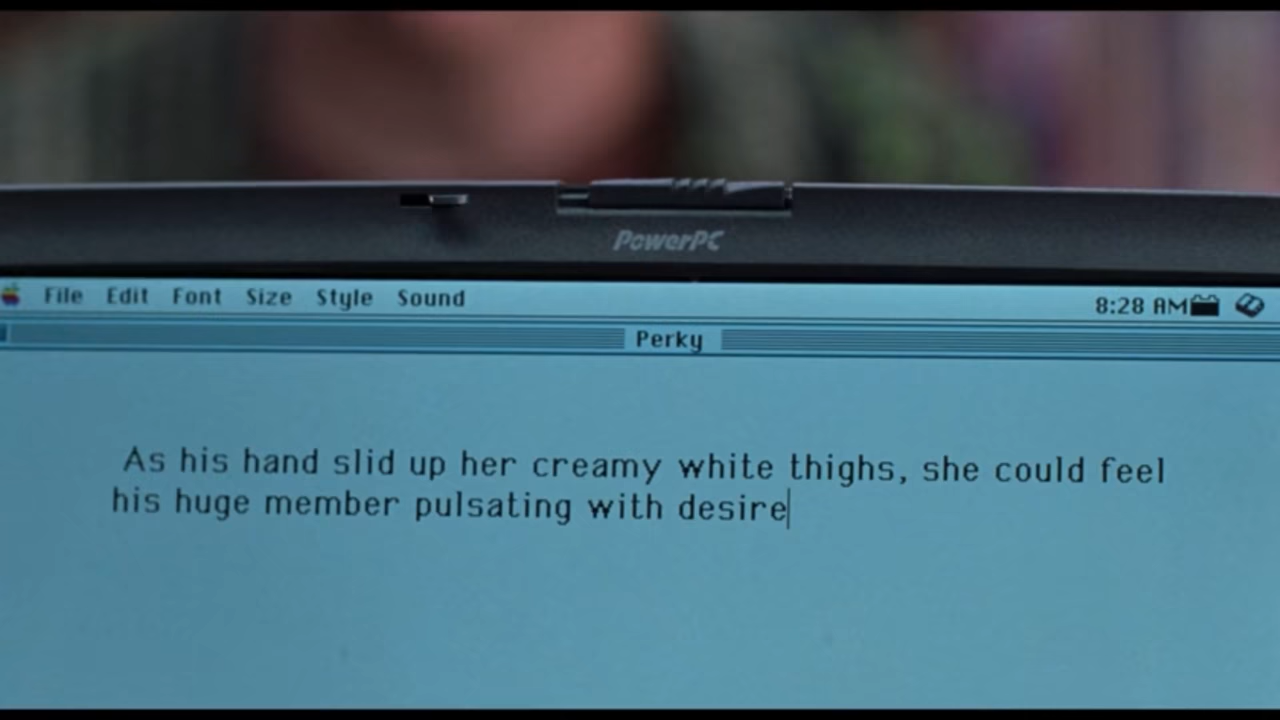 PowerPC
File Edit Font Size Style Sound 8:28 AM
Perky
As his hand slid up her creamy white thighs, she could feel
his huge member pulsating with desire